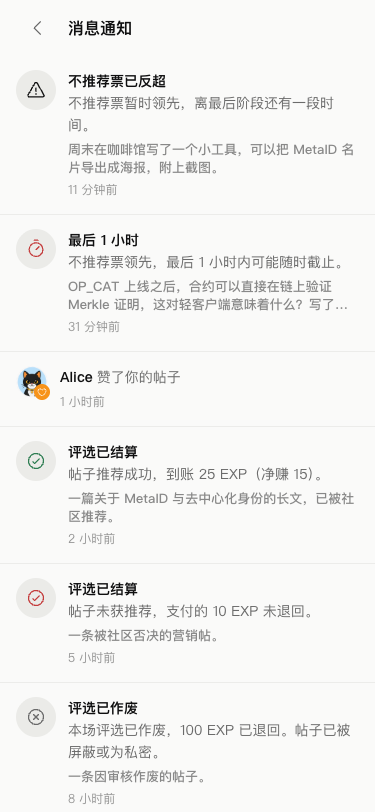 消息通知
不推荐票已反超
不推荐票暂时领先，离最后阶段还有一段时
间。
周末在咖啡馆写了一个小工具，可以把 MetaID 名
片导出成海报，附上截图。
11 分钟前
最后 1 小时
不推荐票领先，最后 1 小时内可能随时截止。
OP_CAT 上线之后，合约可以直接在链上验证
Merkle 证明，这对轻客户端意味着什么？写了...
31 分钟前
Alice 赞了你的帖子
1 小时前
评选已结算
帖子推荐成功，到账 25 EXP（净赚 15）。
一篇关于 MetaID 与去中心化身份的长文，已被社
区推荐。
2 小时前
评选已结算
帖子未获推荐，支付的 10 EXP 未退回。
一条被社区否决的营销帖。
5 小时前
评选已作废
本场评选已作废，100 EXP 已退回。帖子已被
屏蔽或为私密。
一条因审核作废的帖子。
8 小时前